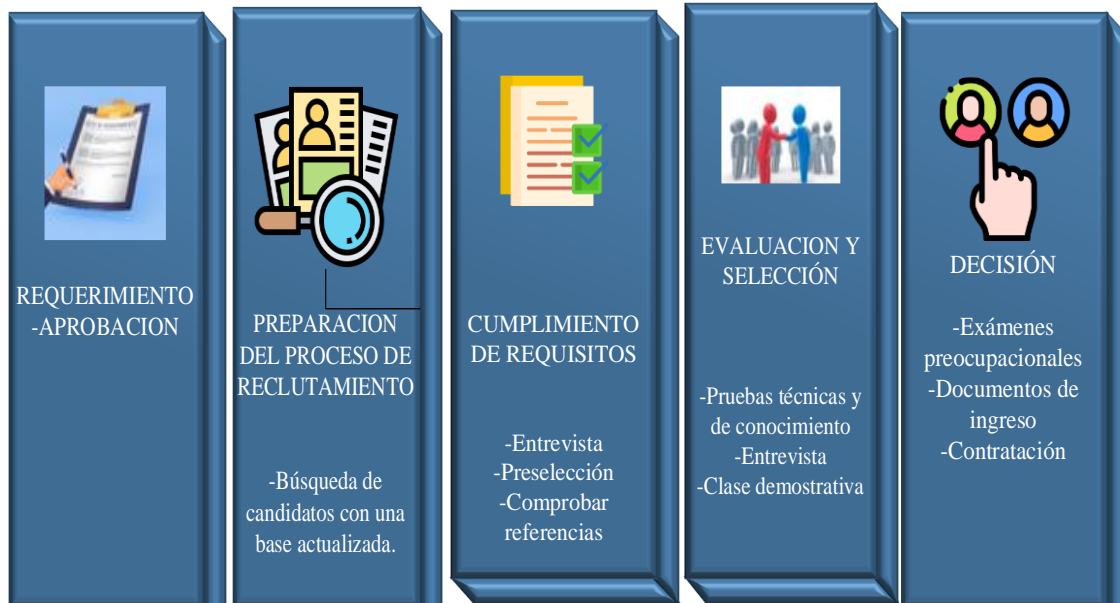 REQUERIMIENTO
-APROBACION
PREPARACION
DEL PROCESO DE
RECLUTAMIENTO
-Búsqueda de
candidatos con una
base actualizada.
CUMPLIMIENTO
DE REQUISITOS
-Entrevista
-Preselección
-Comprobar
referencias
EVALUACION Y
SELECCIÓN
-Pruebas técnicas y
de conocimiento
-Entrevista
-Clase demostrativa
DECISIÓN
-Exámenes
preocupacionales
-Documentos de
ingreso
-Contratación